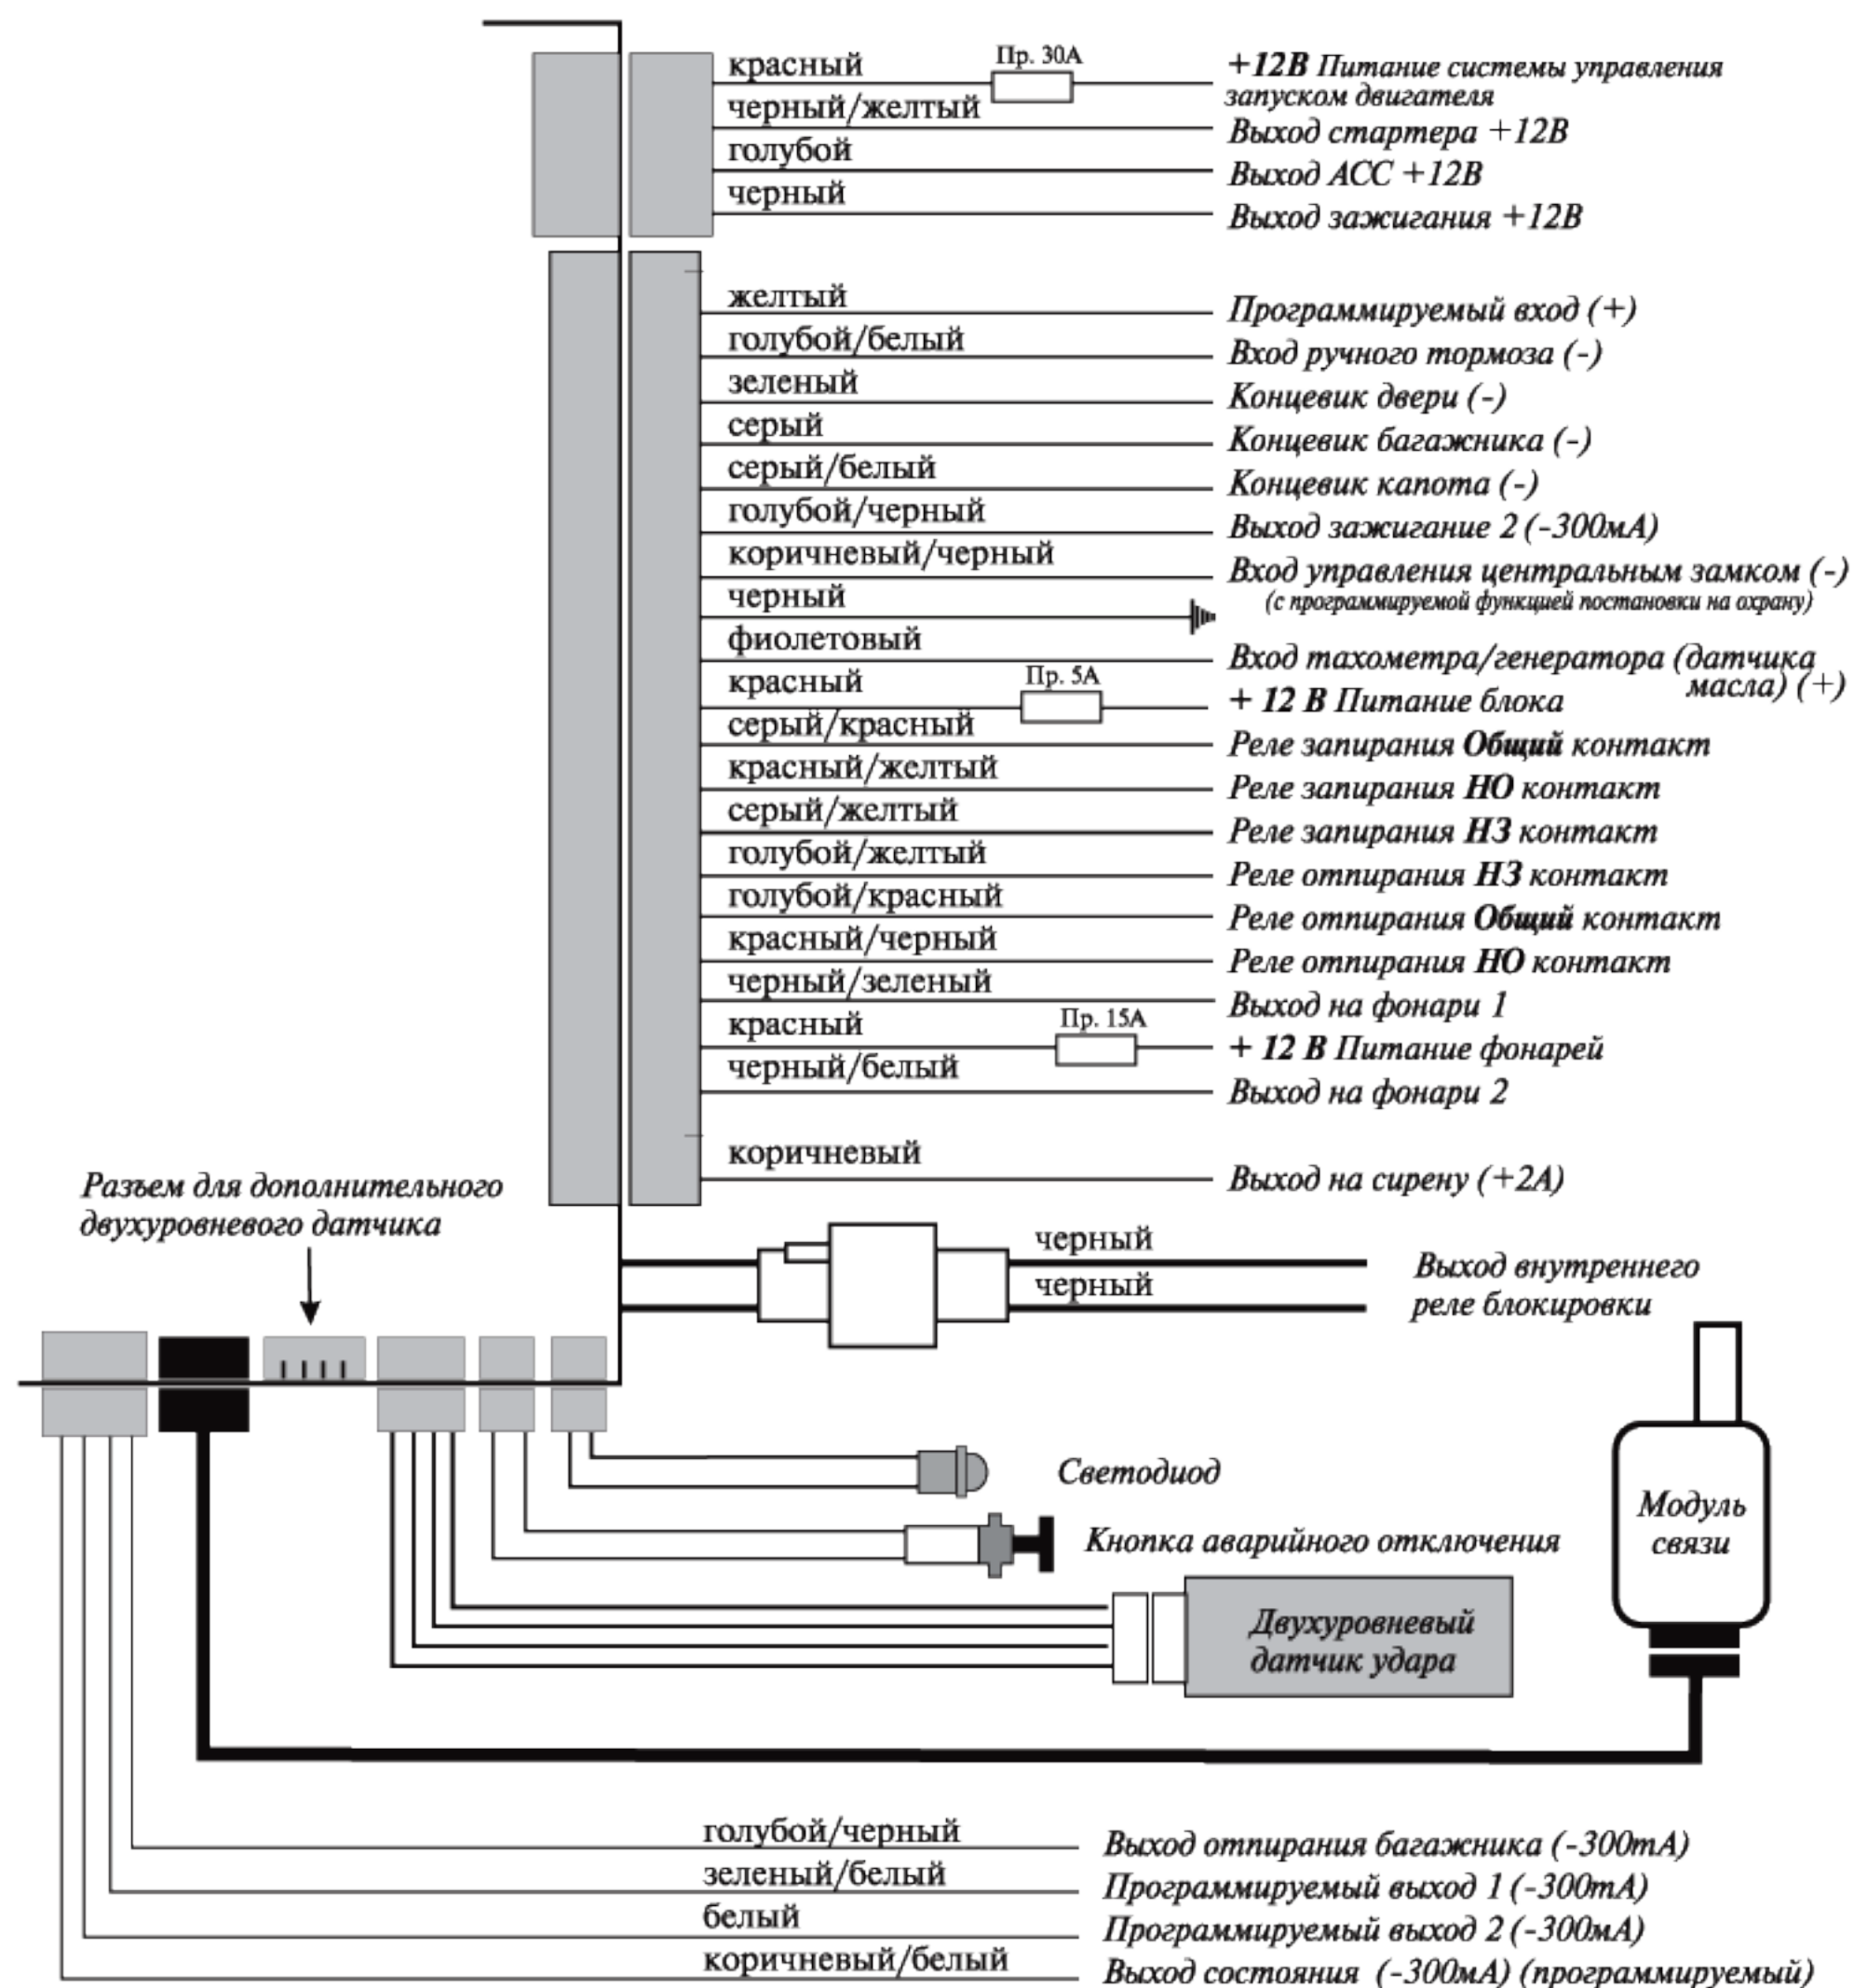 красный
Пр. 30А
+12В Питание системы управления
запуском двигателя
черный/желтый
Выход стартера +12В
голубой
Выход АСС +12В
черный
Выход зажигания +12В
желтый
Программируемый вход (+)
голубой/белый
Вход ручного тормоза (-)
зеленый
Концевик двери (-)
серый
Концевик багажника (-)
серый/белый
Концевик капота (-)
голубой/черный
Выход зажигание 2 (-300мА)
коричневый/черный
Вход управления центральным замком (-)
(с программируемой функцией постановки на охрану)
черный
фиолетовый
Вход тахометра/генератора (датчика
масла) (+)
красный
Пр. 5А
+ 12 В Питание блока
серый/красный
Реле запирания Общий контакт
красный/желтый
Реле запирания НО контакт
серый/желтый
Реле запирания НЗ контакт
голубой/желтый
Реле отпирания НЗ контакт
голубой/красный
Реле отпирания Общий контакт
красный/черный
Реле отпирания НО контакт
черный/зеленый
Выход на фонари 1
красный
Пр. 15А
+ 12 В Питание фонарей
черный/белый
Выход на фонари 2
коричневый
Выход на сирену (+2А)
Разъем для дополнительного
двухуровневого датчика
черный
черный
Выход внутреннего
реле блокировки
Светодиод
Кнопка аварийного отключения
Модуль
связи
Двухуровневый
датчик удара
голубой/черный
Выход отпирания багажника (-300mA)
зеленый/белый
Программируемый выход 1 (-300mA)
белый
Программируемый выход 2 (-300мА)
коричневый/белый
Выход состояния (-300мА) (программируемый)